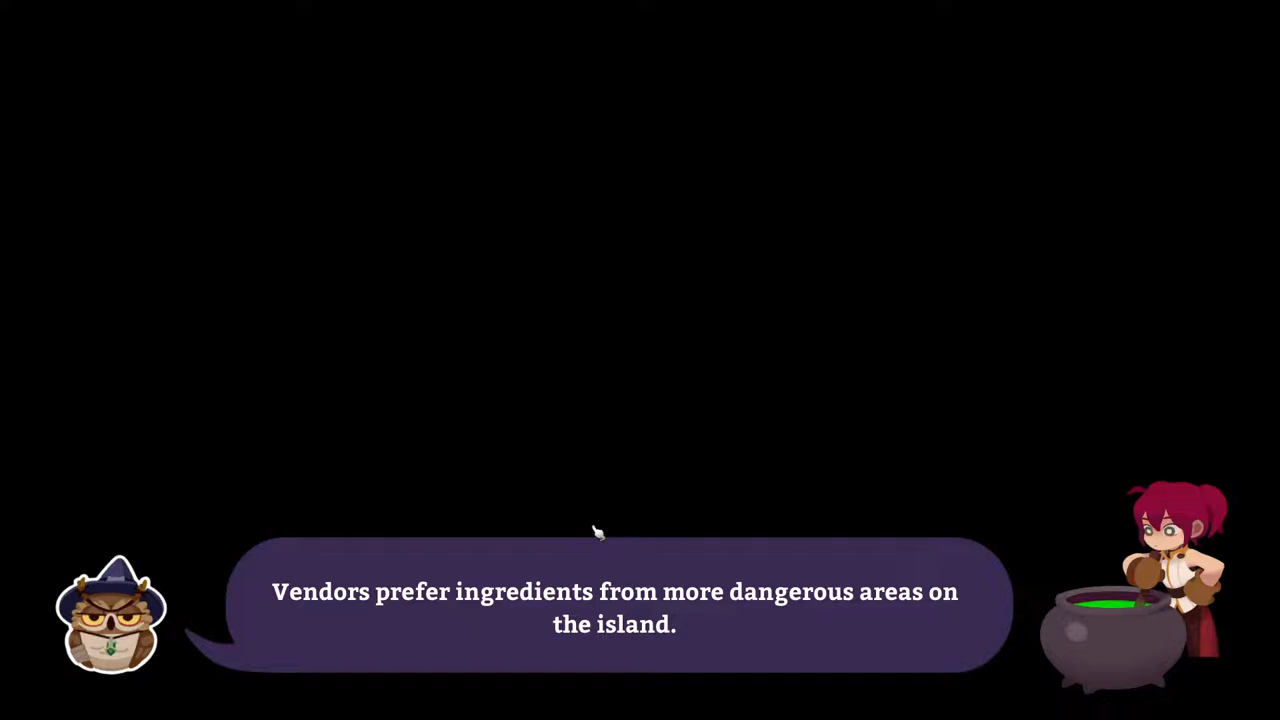 Vendors prefer ingredients from more dangerous areas on
the island.